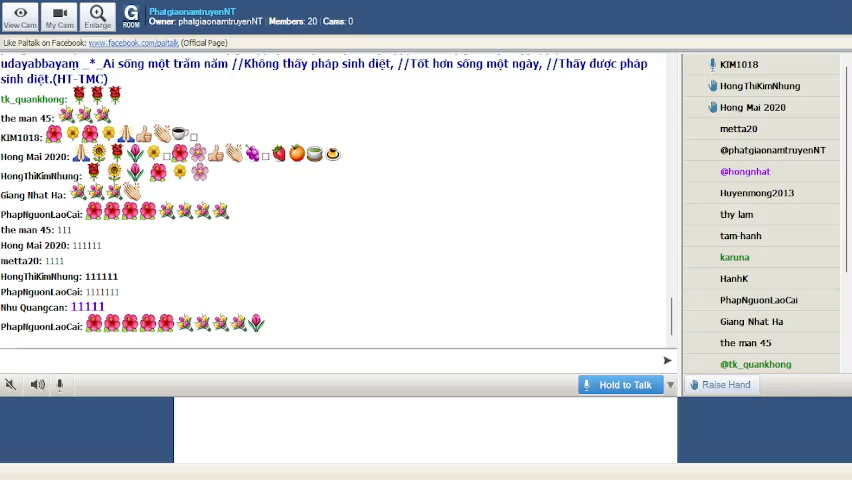 PhatgiaonamtruyenNT
Owner: phatgiaonamtruyenNT | Members: 20 | Cams: 0
View Cam
My Cam
Enlarge
G
ROOM
Like Paltalk on Facebook: www.facebook.com/paltalk (Official Page)
udayabbayaṃ _*_Ai sống một trăm năm //Không thấy pháp sinh diệt, //Tốt hơn sống một ngày, //Thấy được pháp
sinh diệt.(HT-TMC)
tk_quankhong:
the man 45:
KIM1018:
Hong Mai 2020:
HongThiKimNhung:
Giang Nhat Ha:
PhapNguonLaoCai:
the man 45: 111
Hong Mai 2020: 111111
metta20: 1111
HongThiKimNhung: 111111
PhapNguonLaoCai: 1111111
Nhu Quangcan: 11111
PhapNguonLaoCai:
Hold to Talk
KIM1018
HongThiKimNhung
Hong Mai 2020
metta20
@phatgiaonamtruyenNT
@hongnhat
Huyenmong2013
thy lam
tam-hanh
karuna
HanhK
PhapNguonLaoCai
Giang Nhat Ha
the man 45
@tk_quankhong
Raise Hand